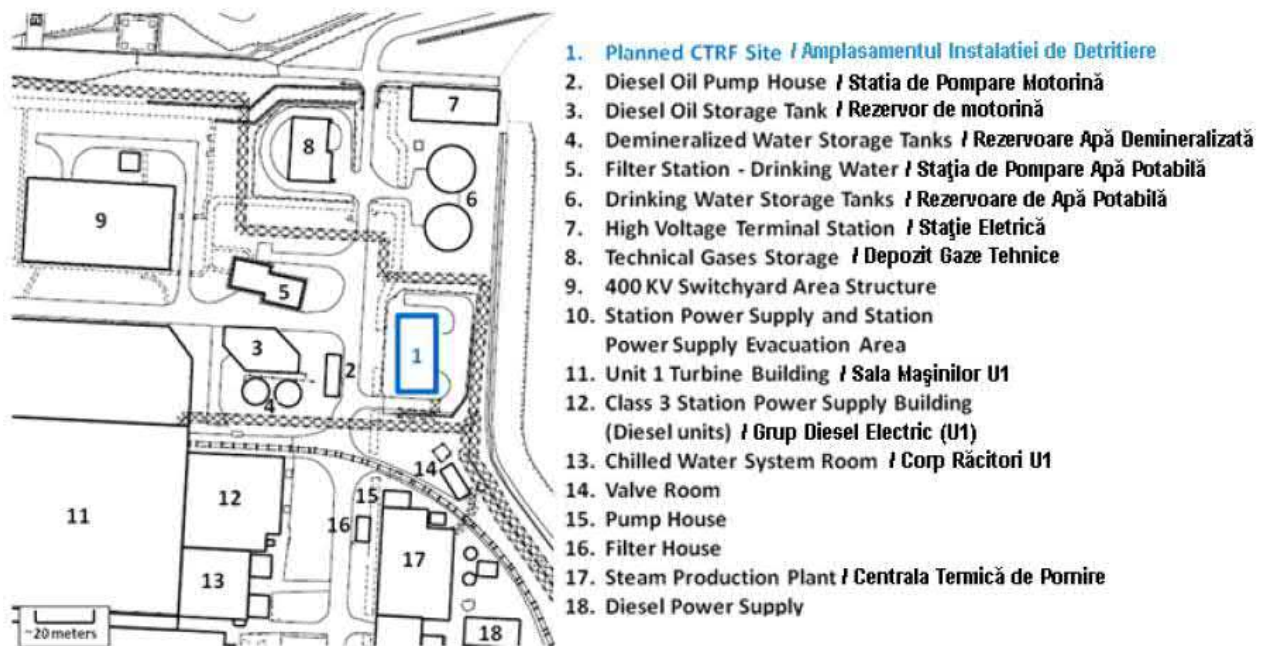 1. Planned CTRF Site / Amplasamentul Instalatiei de Detritiere
2. Diesel Oil Pump House / Statia de Pompare Motorină
3. Diesel Oil Storage Tank / Rezervor de motorină
4. Demineralized Water Storage Tanks / Rezervoare Apă Demineralizată
5. Filter Station - Drinking Water / Staţia de Pompare Apă Potabilă
6. Drinking Water Storage Tanks / Rezervoare de Apă Potabilă
7. High Voltage Terminal Station / Staţie Eletrică
8. Technical Gases Storage / Depozit Gaze Tehnice
9. 400 KV Switchyard Area Structure
10. Station Power Supply and Station
Power Supply Evacuation Area
11. Unit 1 Turbine Building / Sala Maşinilor U1
12. Class 3 Station Power Supply Building
(Diesel units) / Grup Diesel Electric (U1)
13. Chilled Water System Room / Corp Răcitori U1
14. Valve Room
15. Pump House
16. Filter House
17. Steam Production Plant / Centrala Termică de Pornire
18. Diesel Power Supply
7
8
6
9
5
3
2
1
4
14
12
15
11
16
17
13
~20 meters
18